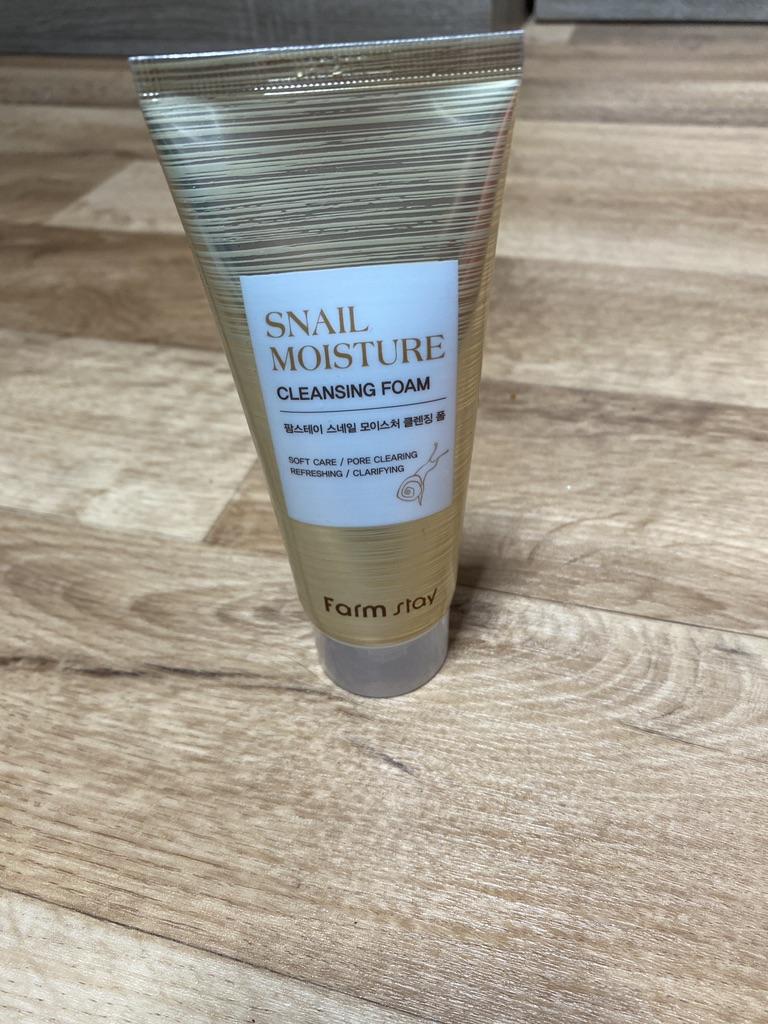 SNAIL
MOISTURE
CLEANSING FOAM
팜스테이 스네일 모이스처 클렌징 폼
SOFT CARE / PORE CLEARING
REFRESHING / CLARIFYING
Farm stay